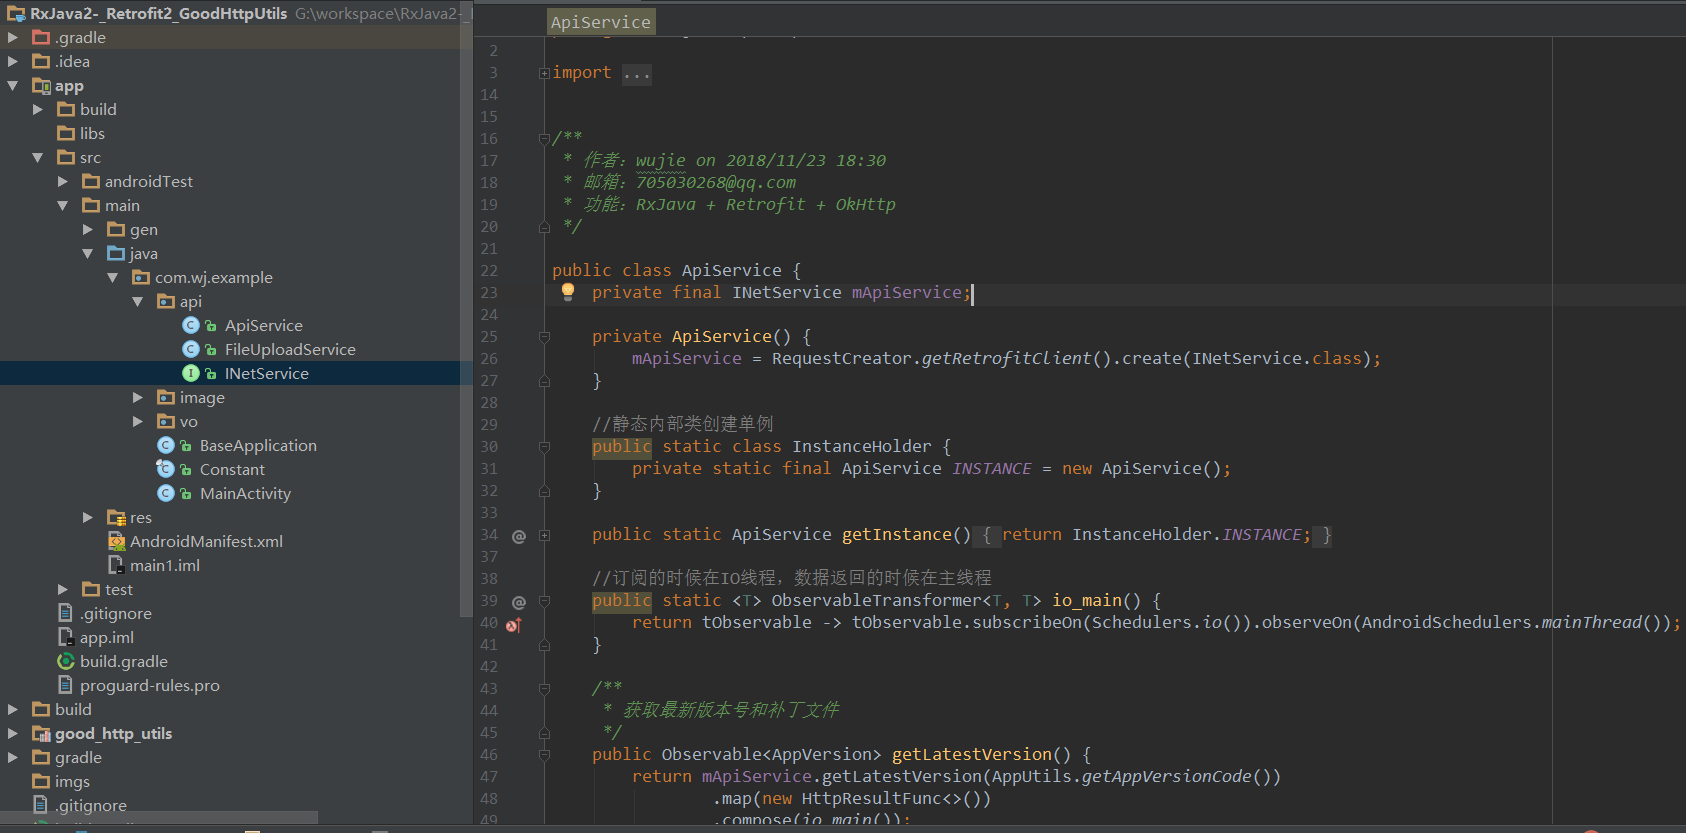 RxJava2-_Retrofit2_GoodHttpUtils G:\workspace\RxJava2-_
.gradle
.idea
app
build
libs
src
androidTest
main
gen
java
com.wj.example
api
ApiService
FileUploadService
INetService
image
vo
BaseApplication
Constant
MainActivity
res
AndroidManifest.xml
main1.iml
test
.gitignore
app.iml
build.gradle
proguard-rules.pro
build
good_http_utils
gradle
imgs
.gitignore
ApiService
2
3 import ...
14
15
16 /**
17 * 作者: wujie on 2018/11/23 18:30
18 * 邮箱: 705030268@qq.com
19 * 功能: RxJava + Retrofit + OkHttp
20 */
21
22 public class ApiService {
23 private final INetService mApiService;
24
25 private ApiService() {
26 mApiService = RequestCreator.getRetrofitClient().create(INetService.class);
27 }
28
29 //静态内部类创建单例
30 public static class InstanceHolder {
31 private static final ApiService INSTANCE = new ApiService();
32 }
33
34 @ public static ApiService getInstance() { return InstanceHolder.INSTANCE; }
37
38 //订阅的时候在IO线程，数据返回的时候在主线程
39 @ public static <T> ObservableTransformer<T, T> io_main() {
40 return tObservable -> tObservable.subscribeOn(Schedulers.io()).observeOn(AndroidSchedulers.mainThread());
41 }
42
43 /**
44 * 获取最新版本号和补丁文件
45 */
46 public Observable<AppVersion> getLatestVersion() {
47 return mApiService.getLatestVersion(AppUtils.getAppVersionCode())
48 .map(new HttpResultFunc<>())
49 .compose(io_main());